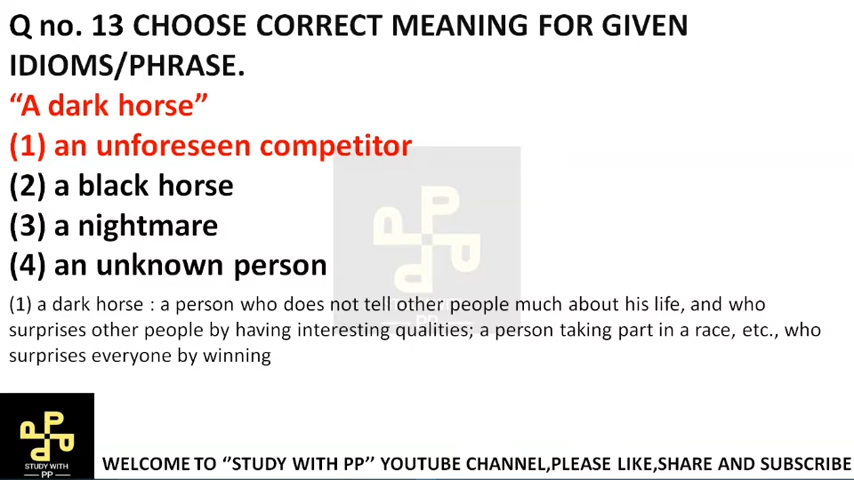 Q no. 13 CHOOSE CORRECT MEANING FOR GIVEN
IDIOMS/PHRASE.
“A dark horse”
(1) an unforeseen competitor
(2) a black horse
(3) a nightmare
(4) an unknown person
(1) a dark horse : a person who does not tell other people much about his life, and who
surprises other people by having interesting qualities; a person taking part in a race, etc., who
surprises everyone by winning
STUDY WITH
PP
WELCOME TO ‘’STUDY WITH PP’’ YOUTUBE CHANNEL,PLEASE LIKE,SHARE AND SUBSCRIBE